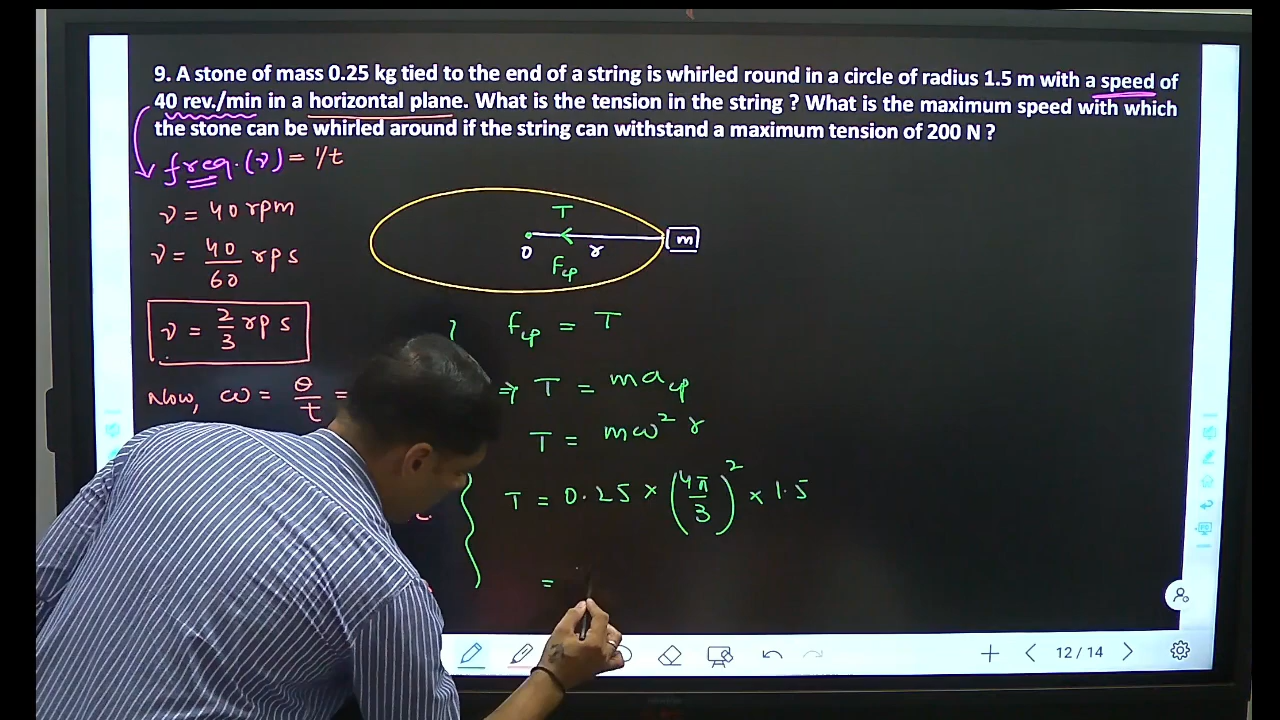 9. A stone of mass 0.25 kg tied to the end of a string is whirled round in a circle of radius 1.5 m with a speed of
40 rev./min in a horizontal plane. What is the tension in the string ? What is the maximum speed with which
the stone can be whirled around if the string can withstand a maximum tension of 200 N ?
freq. (ν) = 1/t
ν = 40 rpm
ν = 40/60 rps
ν = 2/3 rps
Now, ω = θ/t =
T
m
O
r
Fcp
Fcp = T
⇒ T = macp
T = mω² r
T = 0.25 × (4π/3)² × 1.5
=
12 / 14